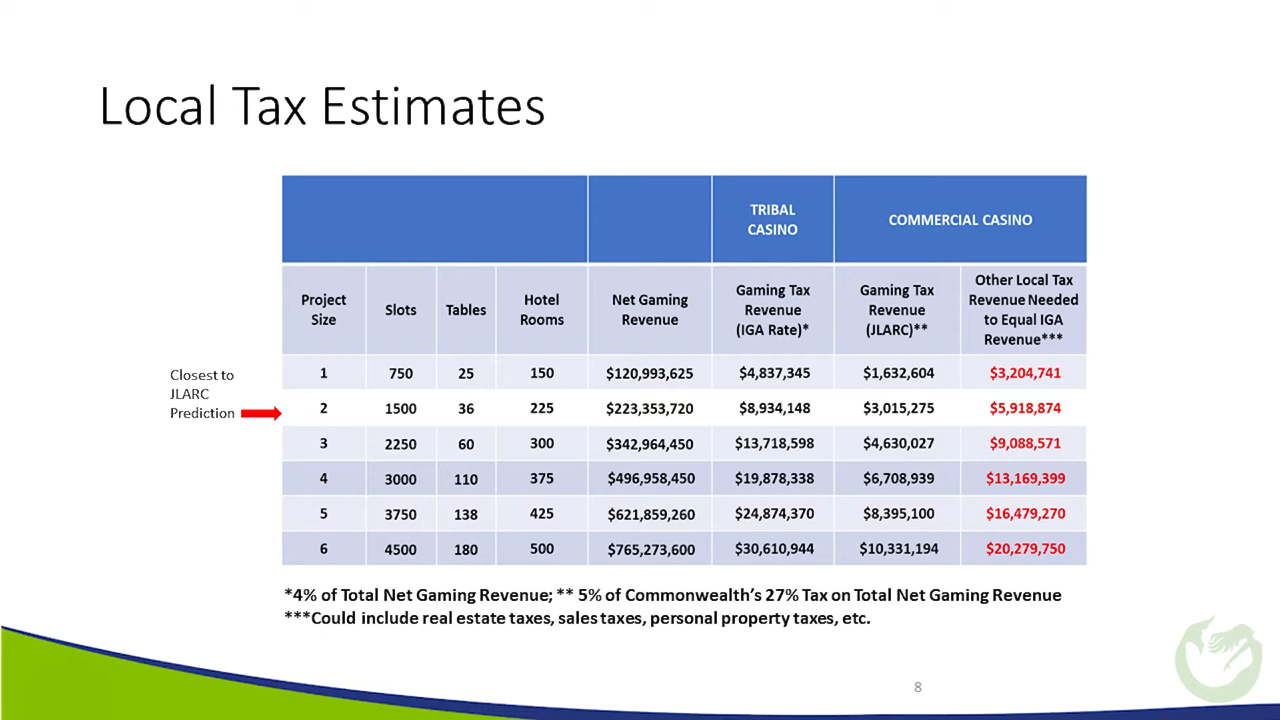 Local Tax Estimates
TRIBAL
CASINO
COMMERCIAL CASINO
Project
Size
Slots
Tables
Hotel
Rooms
Net Gaming
Revenue
Gaming Tax
Revenue
(IGA Rate)*
Gaming Tax
Revenue
(JLARC)**
Other Local Tax
Revenue Needed
to Equal IGA
Revenue***
1 750 25 150 $120,993,625 $4,837,345 $1,632,604 $3,204,741
Closest to
JLARC
Prediction
2 1500 36 225 $223,353,720 $8,934,148 $3,015,275 $5,918,874
3 2250 60 300 $342,964,450 $13,718,598 $4,630,027 $9,088,571
4 3000 110 375 $496,958,450 $19,878,338 $6,708,939 $13,169,399
5 3750 138 425 $621,859,260 $24,874,370 $8,395,100 $16,479,270
6 4500 180 500 $765,273,600 $30,610,944 $10,331,194 $20,279,750
*4% of Total Net Gaming Revenue; ** 5% of Commonwealth's 27% Tax on Total Net Gaming Revenue
***Could include real estate taxes, sales taxes, personal property taxes, etc.
8